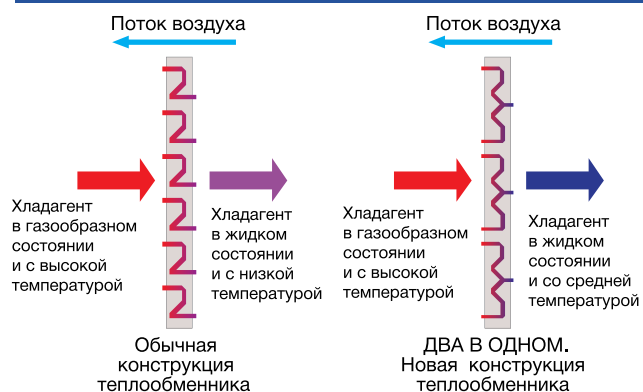 Поток воздуха
Хладагент
в газообразном
состоянии
и с высокой
температурой
Хладагент
в жидком
состоянии
и с низкой
температурой
Обычная
конструкция
теплообменника
Поток воздуха
Хладагент
в газообразном
состоянии
и с высокой
температурой
Хладагент
в жидком
состоянии
и со средней
температурой
ДВА В ОДНОМ.
Новая конструкция
теплообменника